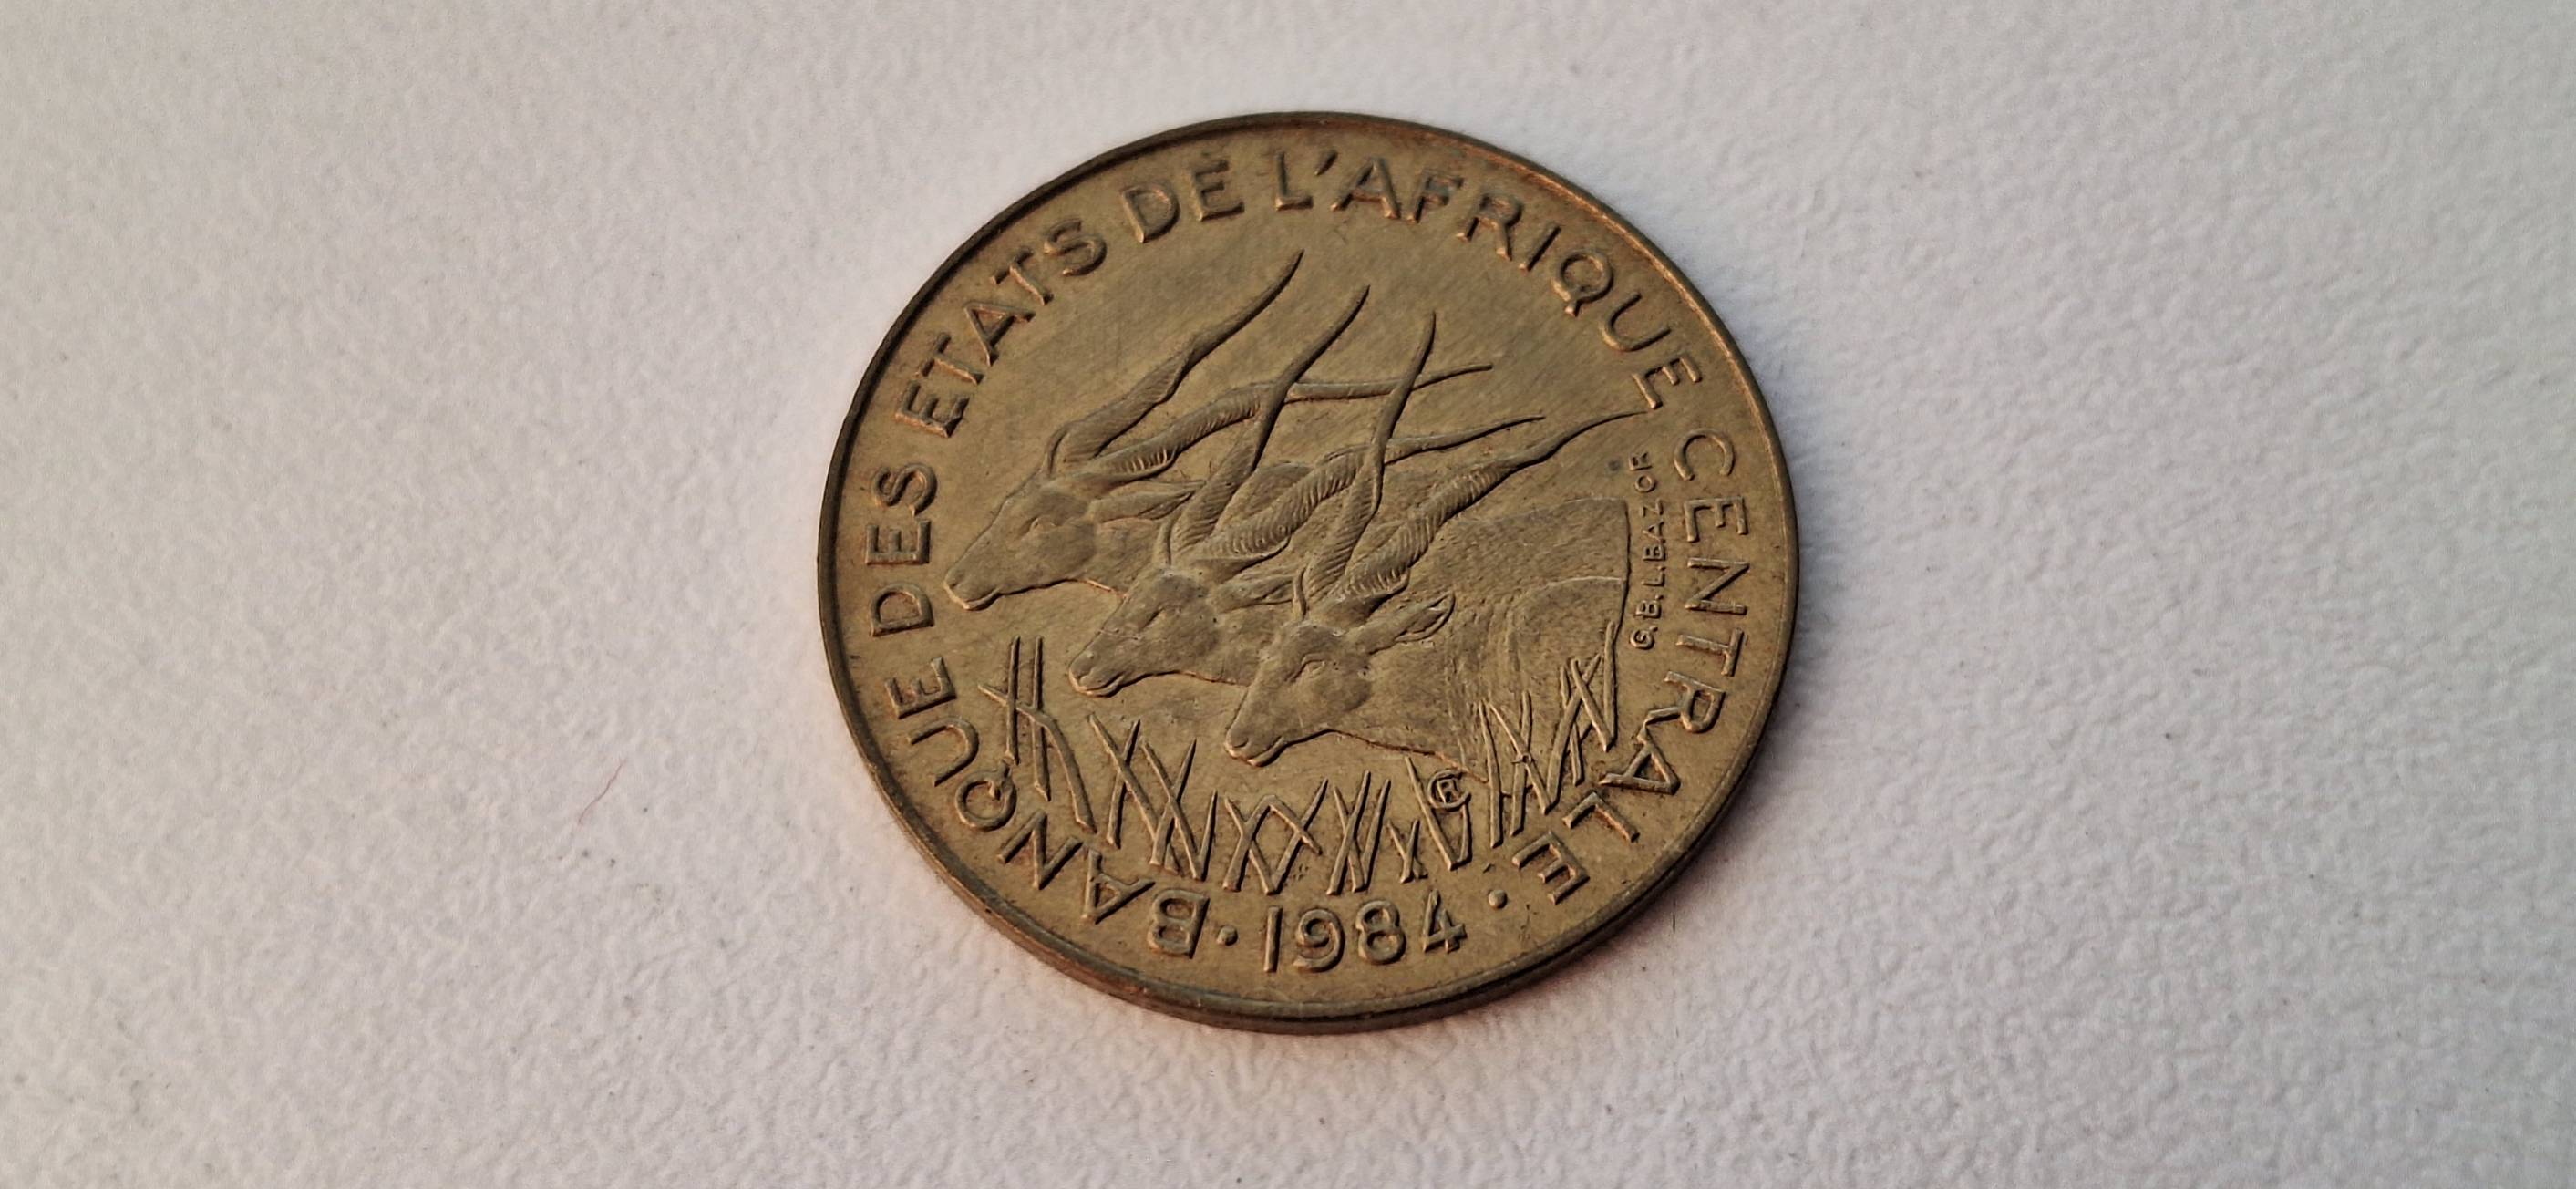 BANQUE DES ETATS DE L'AFRIQUE CENTRALE
• 1984 •
G.B.L.BAZOR